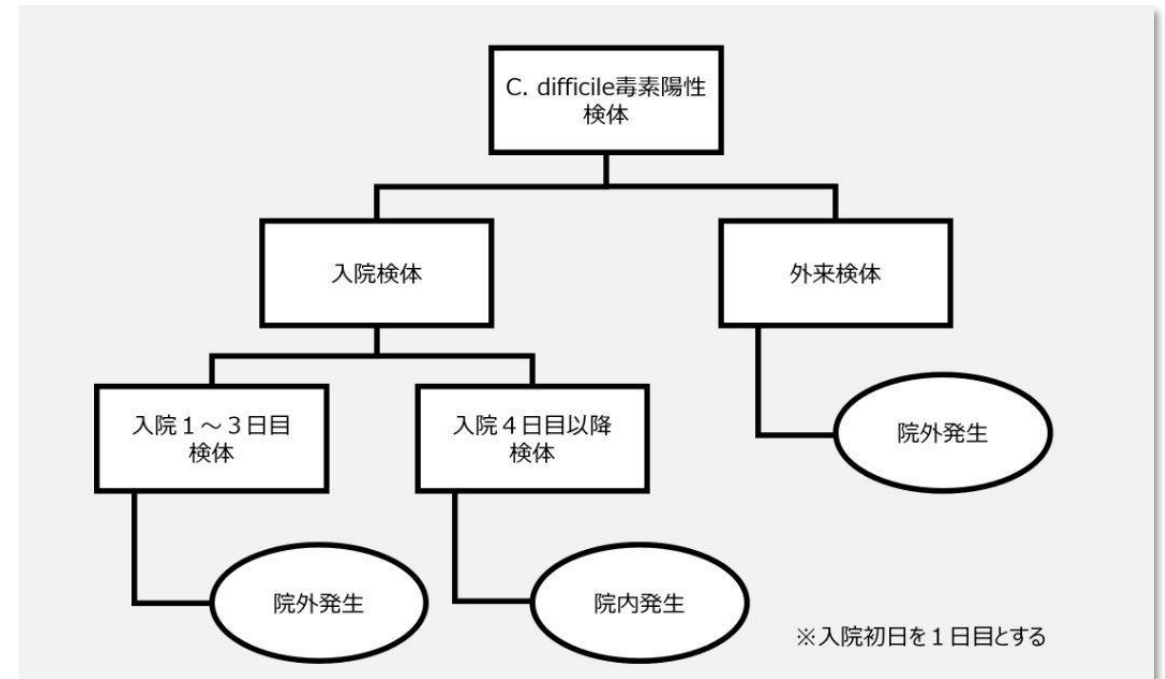 C. difficile毒素陽性
検体
入院検体
外来検体
入院１～３日目
検体
入院４日目以降
検体
院外発生
院外発生
院内発生
※入院初日を１日目とする